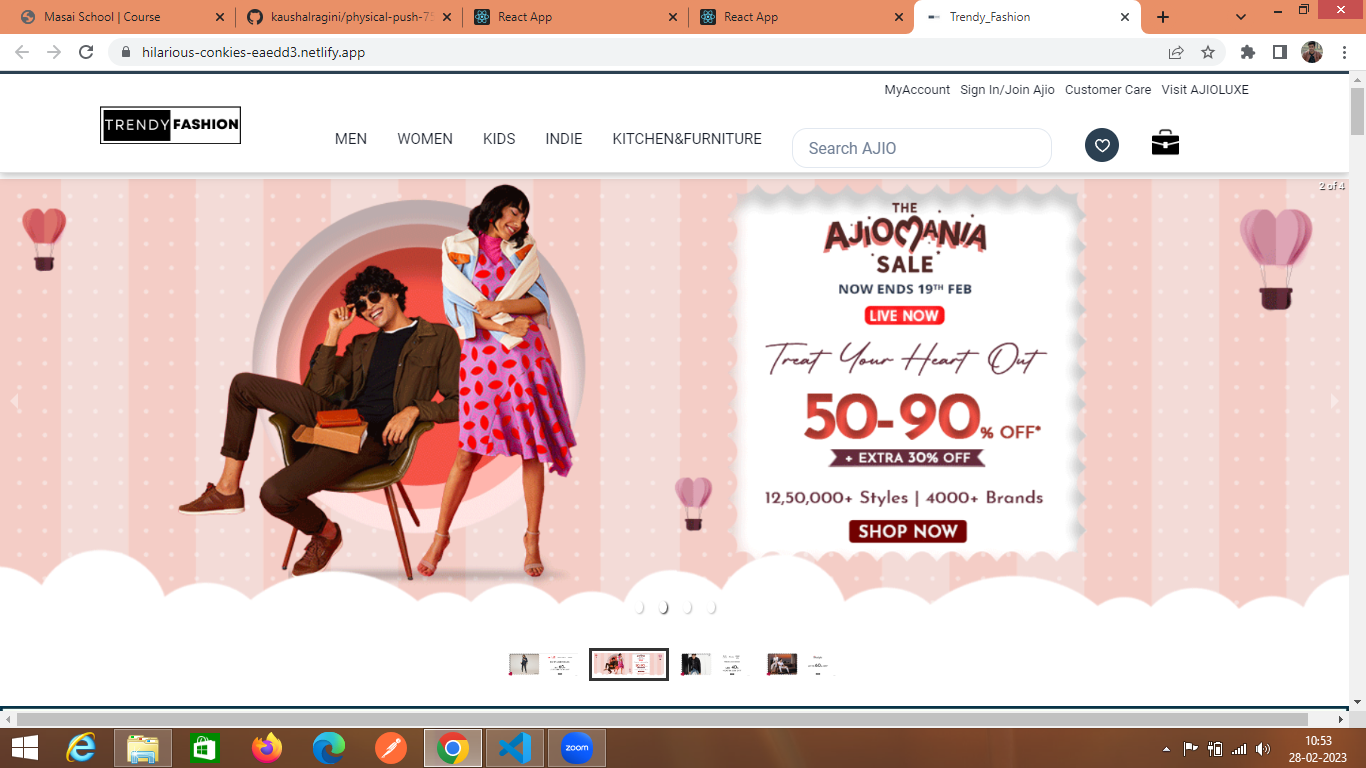 Masai School | Course
kaushalragini/physical-push-75
React App
React App
Trendy_Fashion
hilarious-conkies-eaedd3.netlify.app
MyAccount Sign In/Join Ajio Customer Care Visit AJIOLUXE
TRENDY FASHION
MEN WOMEN KIDS INDIE KITCHEN&FURNITURE
Search AJIO
2 of 4
THE
AJIOMANIA
SALE
NOW ENDS 19TH FEB
LIVE NOW
Treat Your Heart Out
50-90% OFF*
+ EXTRA 30% OFF
12,50,000+ Styles | 4000+ Brands
SHOP NOW
zoom
10:53
28-02-2023